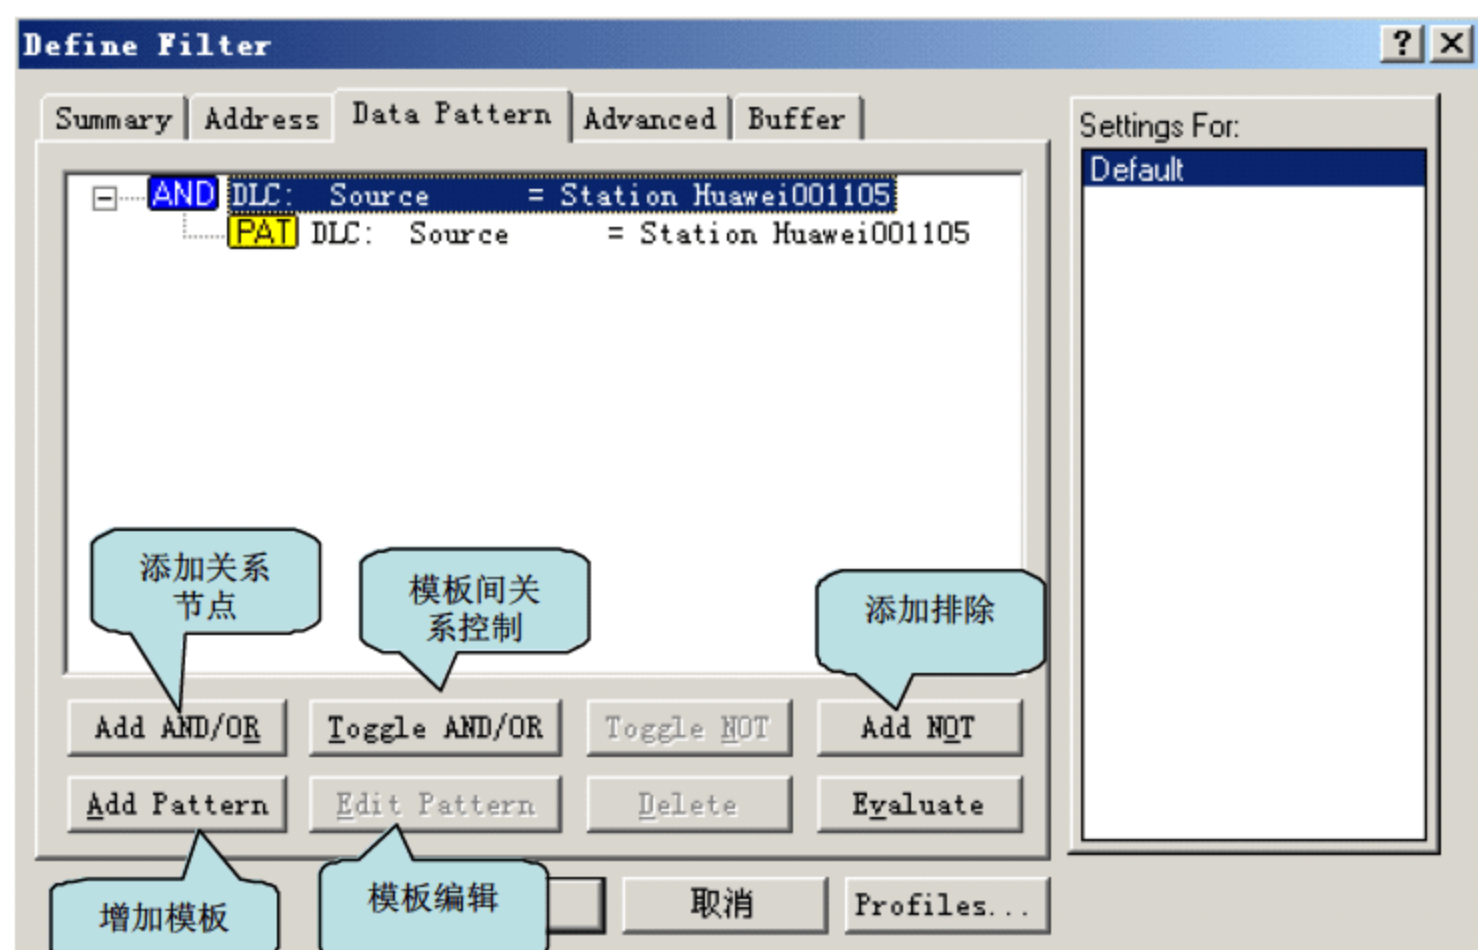 Define Filter
Summary Address Data Pattern Advanced Buffer
Settings For:
Default
AND DLC: Source = Station Huawei001105
PAT DLC: Source = Station Huawei001105
添加关系
节点
模板间关
系控制
添加排除
Add AND/OR Toggle AND/OR Toggle NOT Add NOT
Add Pattern Edit Pattern Delete Evaluate
增加模板
模板编辑
取消 Profiles...